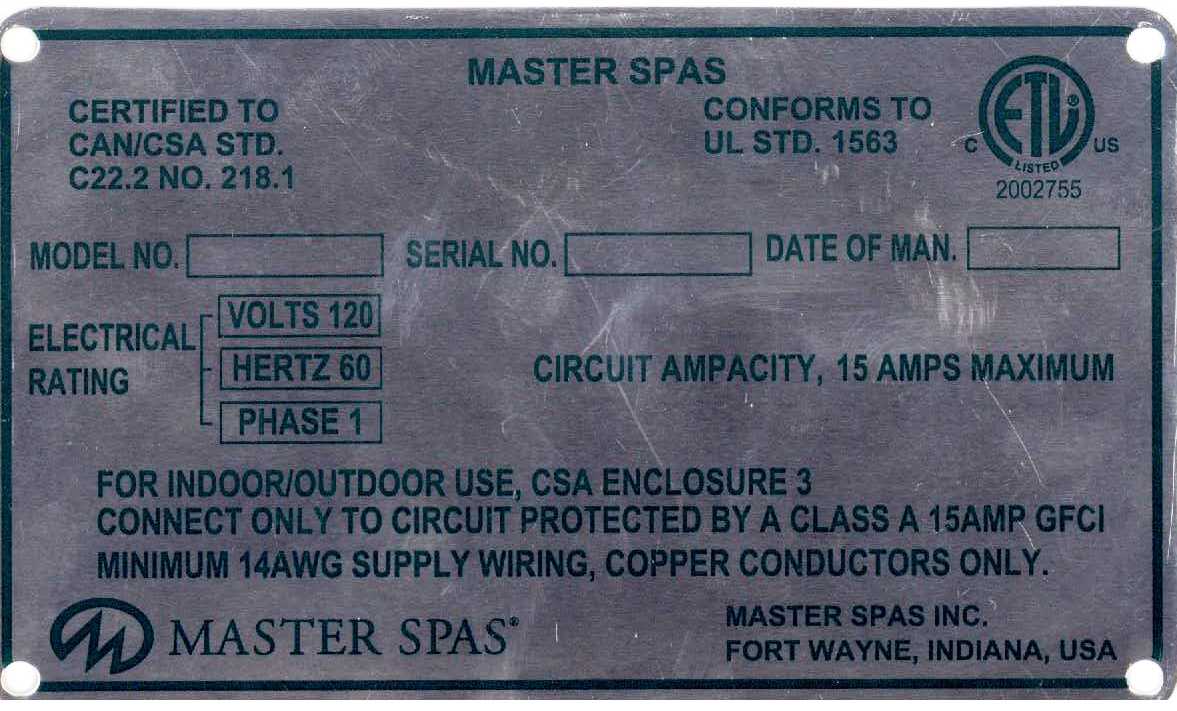 MASTER SPAS
CERTIFIED TO
CAN/CSA STD.
C22.2 NO. 218.1
CONFORMS TO
UL STD. 1563
ETL®
C US
LISTED
2002755
MODEL NO.
SERIAL NO.
DATE OF MAN.
ELECTRICAL
RATING
VOLTS 120
HERTZ 60
PHASE 1
CIRCUIT AMPACITY, 15 AMPS MAXIMUM
FOR INDOOR/OUTDOOR USE, CSA ENCLOSURE 3
CONNECT ONLY TO CIRCUIT PROTECTED BY A CLASS A 15AMP GFCI
MINIMUM 14AWG SUPPLY WIRING, COPPER CONDUCTORS ONLY.
MASTER SPAS®
MASTER SPAS INC.
FORT WAYNE, INDIANA, USA